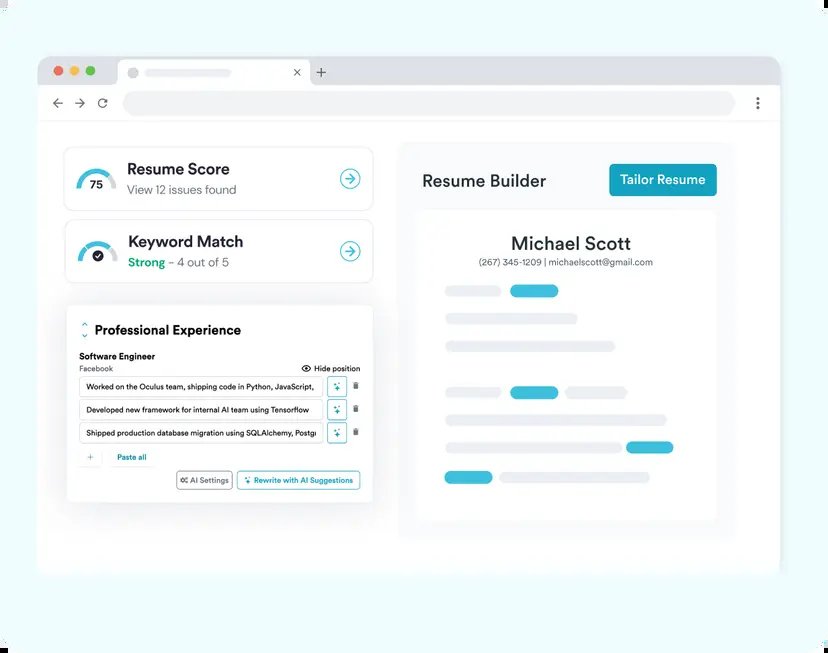 75
Resume Score
View 12 issues found
Keyword Match
Strong – 4 out of 5
Professional Experience
Software Engineer
Facebook
Hide position
Worked on the Oculus team, shipping code in Python, JavaScript,
Developed new framework for internal AI team using Tensorflow
Shipped production database migration using SQLAlchemy, Postgr
Paste all
AI Settings
Rewrite with AI Suggestions
Resume Builder
Tailor Resume
Michael Scott
(267) 345-1209 | michaelscott@gmail.com